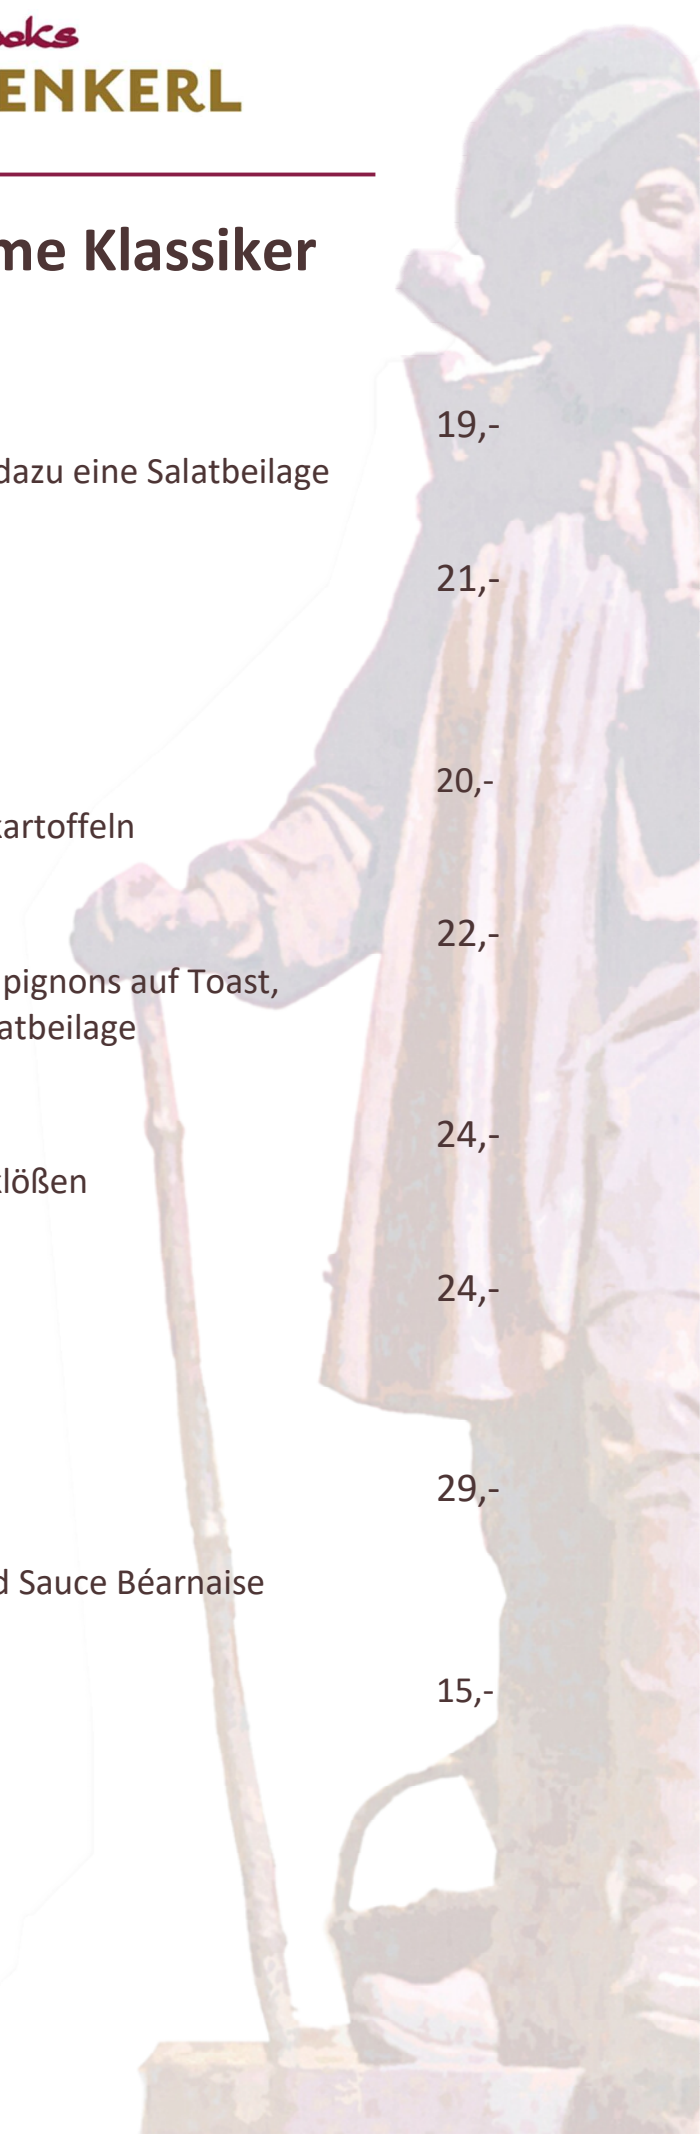 ooks
ENKERL
me Klassiker
19,-
dazu eine Salatbeilage
21,-
20,-
kartoffeln
22,-
pignons auf Toast,
atbeilage
24,-
klößen
24,-
29,-
d Sauce Béarnaise
15,-